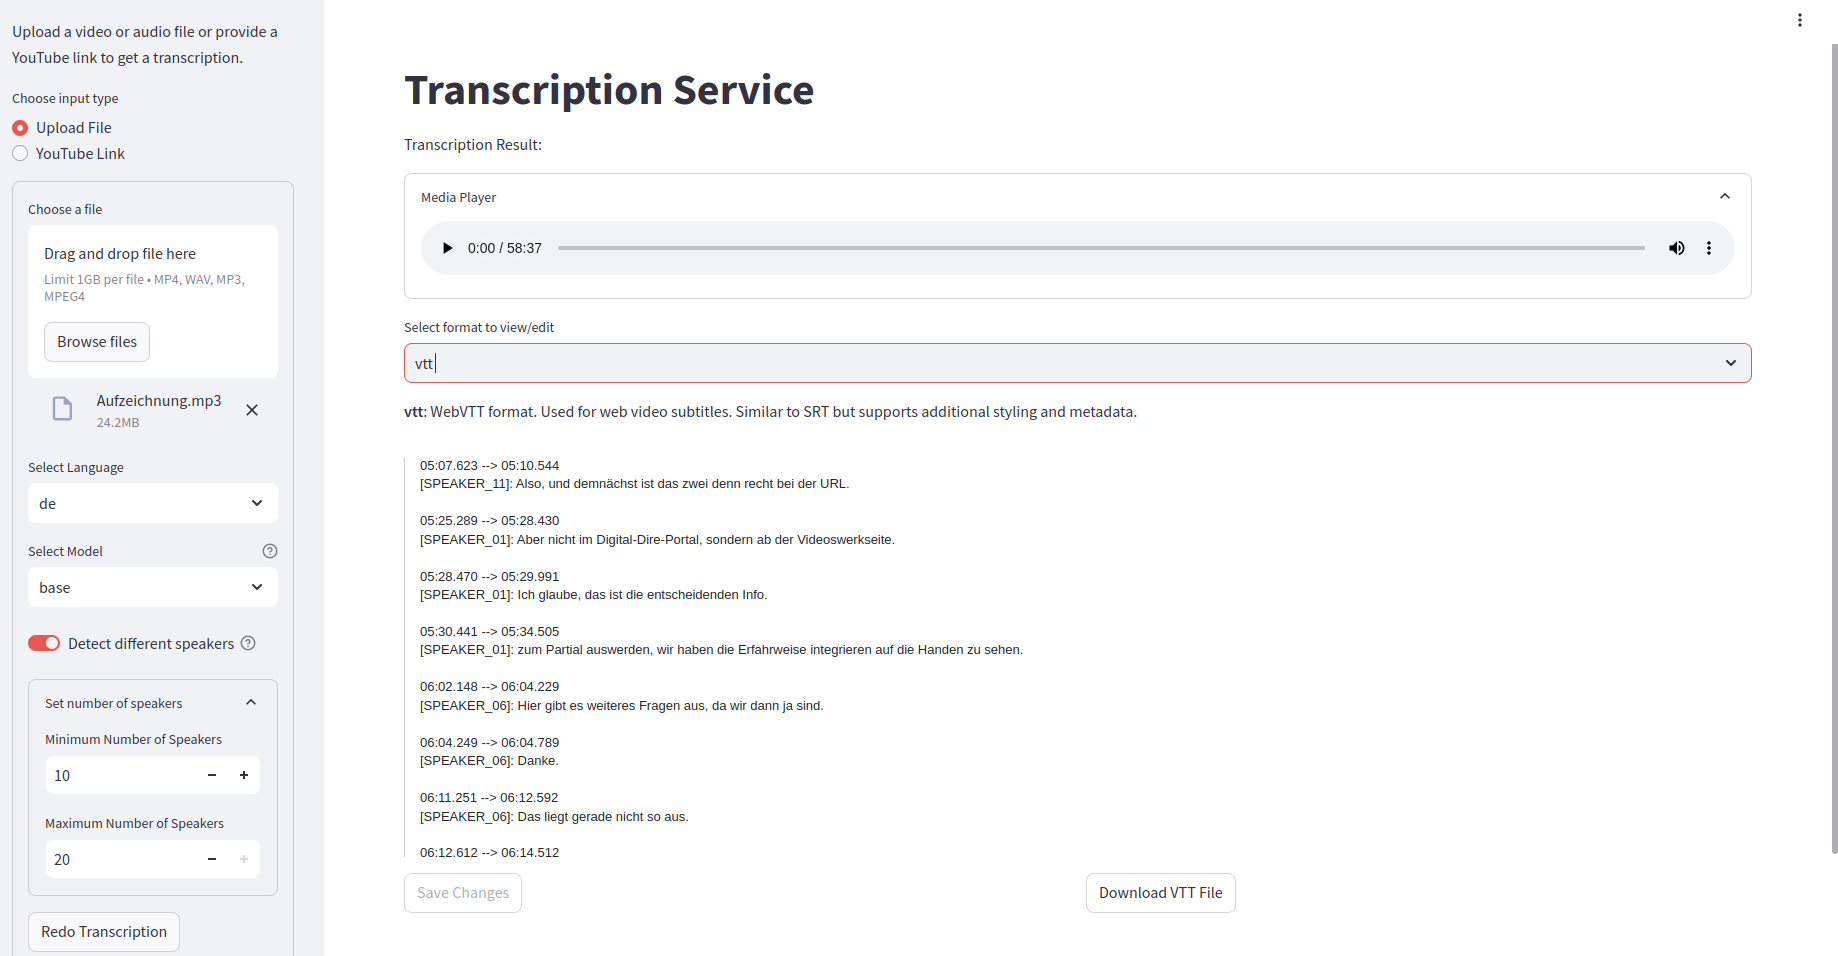 Upload a video or audio file or provide a
YouTube link to get a transcription.
Choose input type
Upload File
YouTube Link
Choose a file
Drag and drop file here
Limit 1GB per file • MP4, WAV, MP3,
MPEG4
Browse files
Aufzeichnung.mp3
24.2MB
Select Language
de
Select Model
base
Detect different speakers
Set number of speakers
Minimum Number of Speakers
10
Maximum Number of Speakers
20
Redo Transcription
Transcription Service
Transcription Result:
Media Player
0:00 / 58:37
Select format to view/edit
vtt
vtt: WebVTT format. Used for web video subtitles. Similar to SRT but supports additional styling and metadata.
05:07.623 --> 05:10.544
[SPEAKER_11]: Also, und demnächst ist das zwei denn recht bei der URL.
05:25.289 --> 05:28.430
[SPEAKER_01]: Aber nicht im Digital-Dire-Portal, sondern ab der Videoswerkseite.
05:28.470 --> 05:29.991
[SPEAKER_01]: Ich glaube, das ist die entscheidenden Info.
05:30.441 --> 05:34.505
[SPEAKER_01]: zum Partial auswerden, wir haben die Erfahrweise integrieren auf die Handen zu sehen.
06:02.148 --> 06:04.229
[SPEAKER_06]: Hier gibt es weiteres Fragen aus, da wir dann ja sind.
06:04.249 --> 06:04.789
[SPEAKER_06]: Danke.
06:11.251 --> 06:12.592
[SPEAKER_06]: Das liegt gerade nicht so aus.
06:12.612 --> 06:14.512
Save Changes
Download VTT File